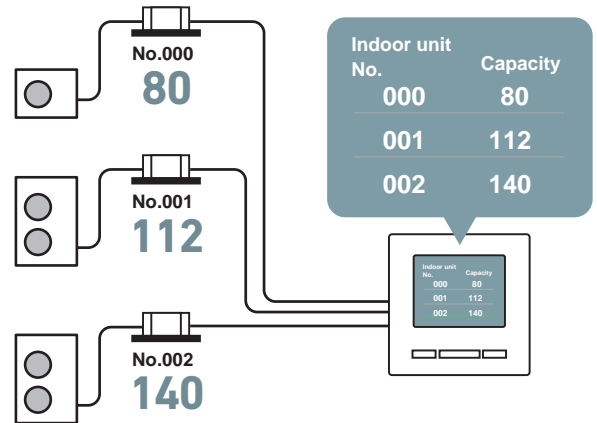 No.000
80
No.001
112
No.002
140
Indoor unit
No. Capacity
000 80
001 112
002 140
Indoor unit
No. Capacity
000 80
001 112
002 140